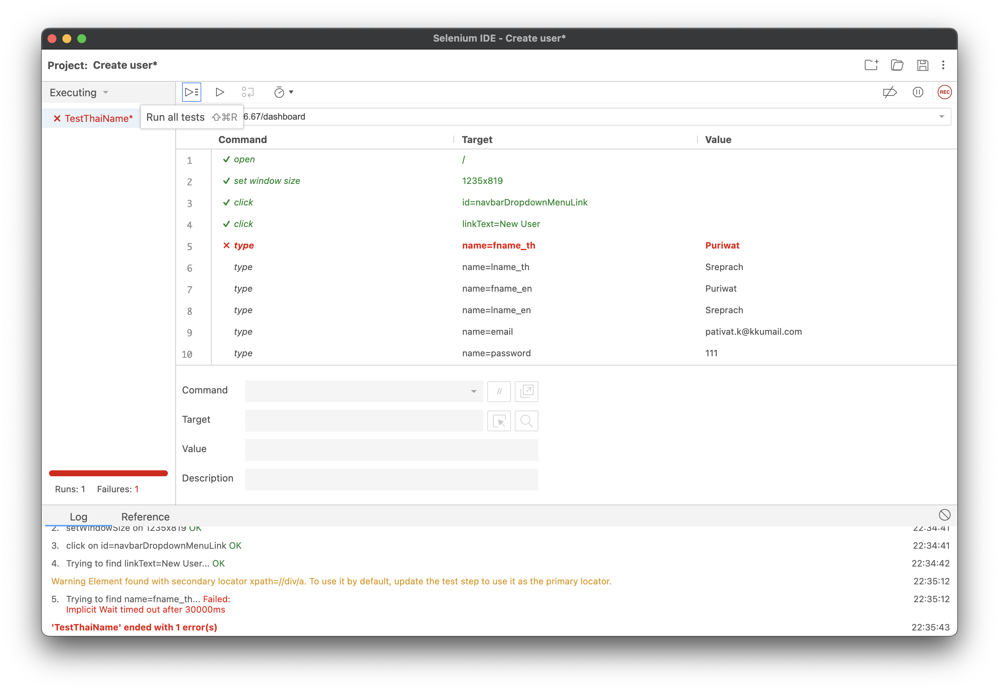 Selenium IDE - Create user*
Project: Create user*
Executing
REC
TestThaiName*
Run all tests ⇧⌘R
6.67/dashboard
Command Target Value
1 open /
2 set window size 1235x819
3 click id=navbarDropdownMenuLink
4 click linkText=New User
5 type name=fname_th Puriwat
6 type name=lname_th Sreprach
7 type name=fname_en Puriwat
8 type name=lname_en Sreprach
9 type name=email pativat.k@kkumail.com
10 type name=password 111
Command //
Target
Value
Description
Runs: 1 Failures: 1
Log Reference
2. setWindowSize on 1235x819 OK 22:34:41
3. click on id=navbarDropdownMenuLink OK 22:34:41
4. Trying to find linkText=New User... OK 22:34:42
Warning Element found with secondary locator xpath=//div/a. To use it by default, update the test step to use it as the primary locator. 22:35:12
5. Trying to find name=fname_th... Failed: 22:35:12
Implicit Wait timed out after 30000ms
'TestThaiName' ended with 1 error(s) 22:35:43